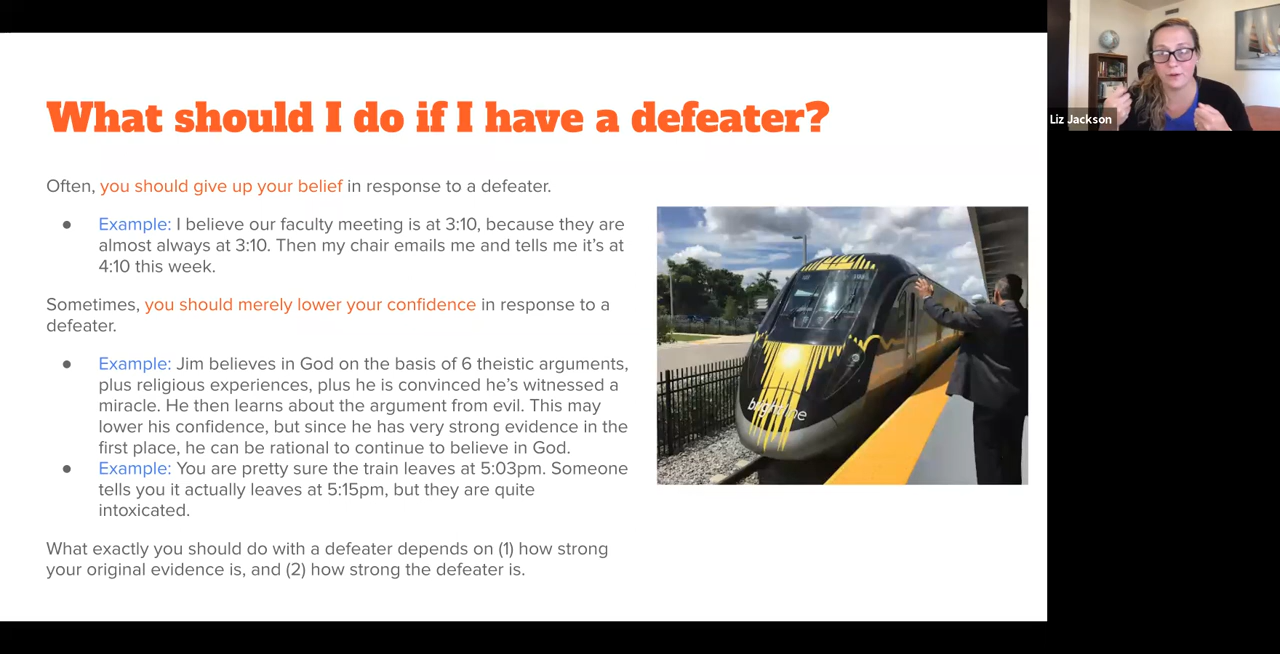 What should I do if I have a defeater?
Often, you should give up your belief in response to a defeater.
● Example: I believe our faculty meeting is at 3:10, because they are
almost always at 3:10. Then my chair emails me and tells me it’s at
4:10 this week.
Sometimes, you should merely lower your confidence in response to a
defeater.
● Example: Jim believes in God on the basis of 6 theistic arguments,
plus religious experiences, plus he is convinced he’s witnessed a
miracle. He then learns about the argument from evil. This may
lower his confidence, but since he has very strong evidence in the
first place, he can be rational to continue to believe in God.
● Example: You are pretty sure the train leaves at 5:03pm. Someone
tells you it actually leaves at 5:15pm, but they are quite
intoxicated.
What exactly you should do with a defeater depends on (1) how strong
your original evidence is, and (2) how strong the defeater is.
brightline
Liz Jackson